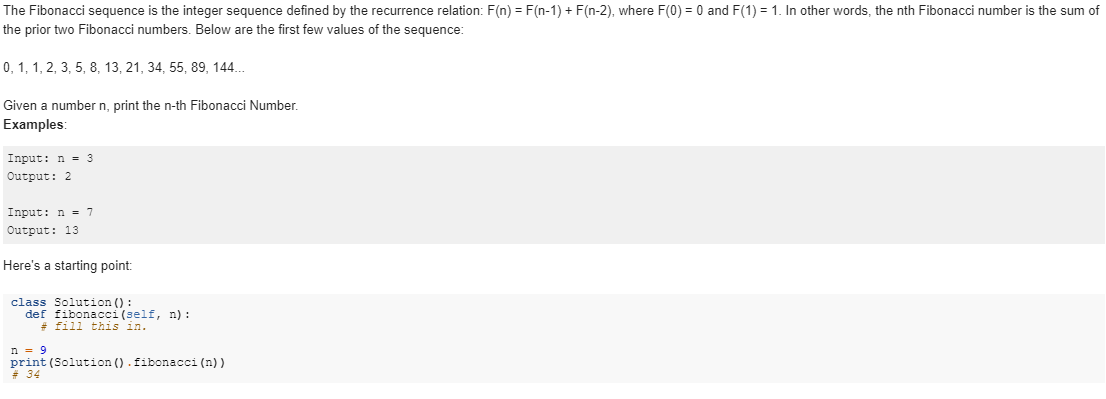 The Fibonacci sequence is the integer sequence defined by the recurrence relation: F(n) = F(n-1) + F(n-2), where F(0) = 0 and F(1) = 1. In other words, the nth Fibonacci number is the sum of
the prior two Fibonacci numbers. Below are the first few values of the sequence:
0, 1, 1, 2, 3, 5, 8, 13, 21, 34, 55, 89, 144...
Given a number n, print the n-th Fibonacci Number.
Examples:
Input: n = 3
Output: 2
Input: n = 7
Output: 13
Here's a starting point:
class Solution():
  def fibonacci(self, n):
    # fill this in.
n = 9
print(Solution().fibonacci(n))
# 34